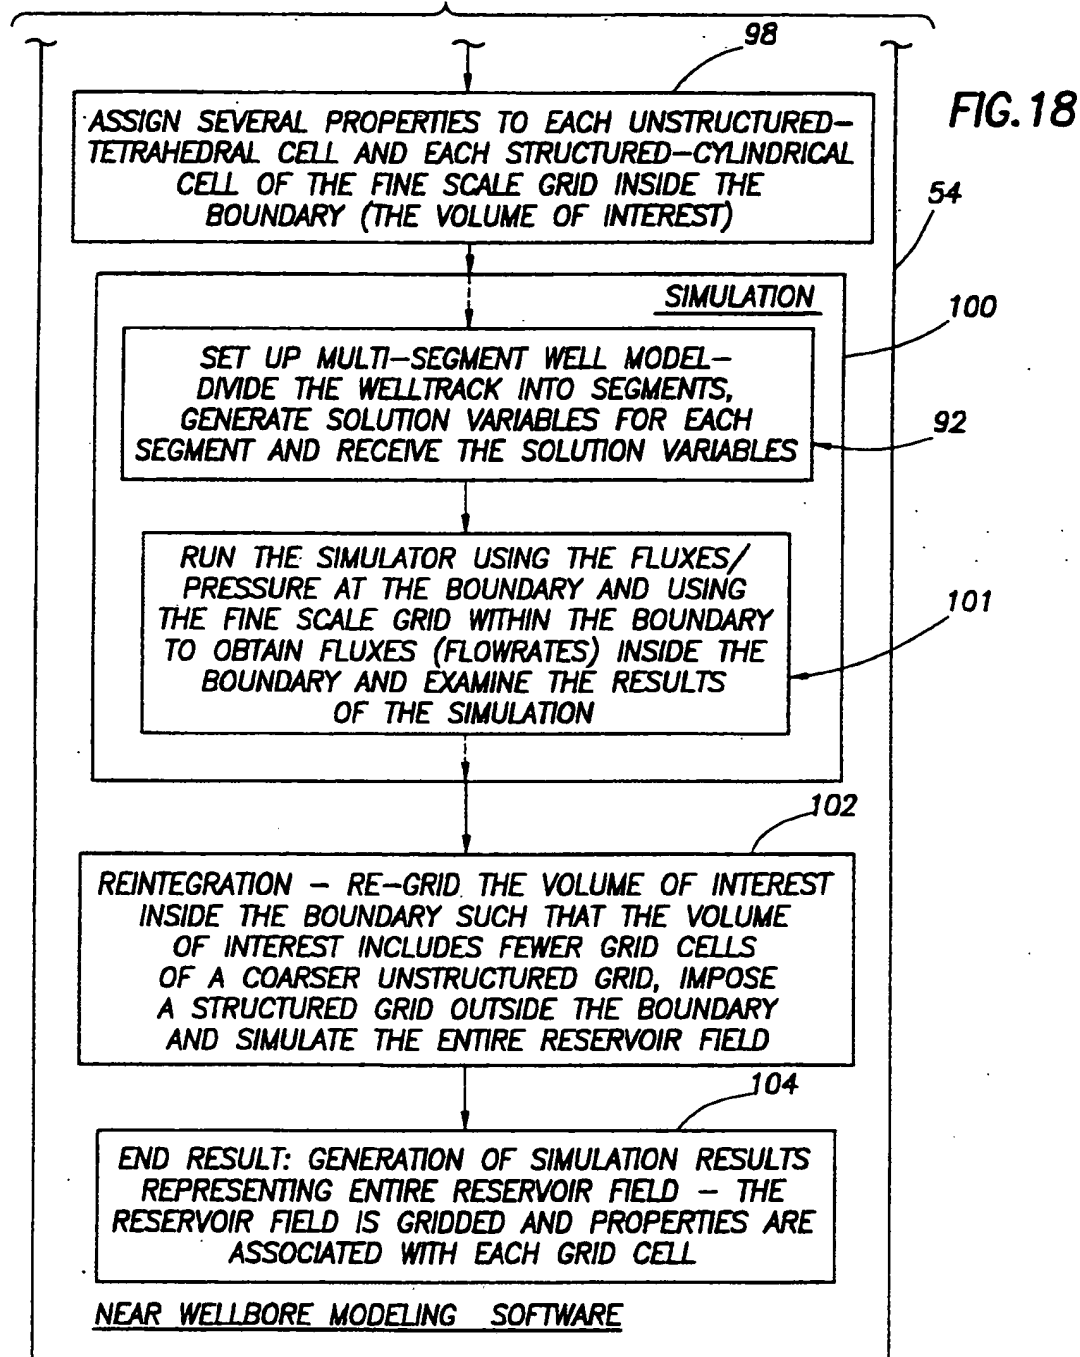 98
FIG.18
ASSIGN SEVERAL PROPERTIES TO EACH UNSTRUCTURED-
TETRAHEDRAL CELL AND EACH STRUCTURED-CYLINDRICAL
CELL OF THE FINE SCALE GRID INSIDE THE
BOUNDARY (THE VOLUME OF INTEREST)
54
SIMULATION
100
SET UP MULTI-SEGMENT WELL MODEL-
DIVIDE THE WELLTRACK INTO SEGMENTS,
GENERATE SOLUTION VARIABLES FOR EACH
SEGMENT AND RECEIVE THE SOLUTION VARIABLES
92
RUN THE SIMULATOR USING THE FLUXES/
PRESSURE AT THE BOUNDARY AND USING
THE FINE SCALE GRID WITHIN THE BOUNDARY
TO OBTAIN FLUXES (FLOWRATES) INSIDE THE
BOUNDARY AND EXAMINE THE RESULTS
OF THE SIMULATION
101
102
REINTEGRATION - RE-GRID THE VOLUME OF INTEREST
INSIDE THE BOUNDARY SUCH THAT THE VOLUME
OF INTEREST INCLUDES FEWER GRID CELLS
OF A COARSER UNSTRUCTURED GRID, IMPOSE
A STRUCTURED GRID OUTSIDE THE BOUNDARY
AND SIMULATE THE ENTIRE RESERVOIR FIELD
104
END RESULT: GENERATION OF SIMULATION RESULTS
REPRESENTING ENTIRE RESERVOIR FIELD - THE
RESERVOIR FIELD IS GRIDDED AND PROPERTIES ARE
ASSOCIATED WITH EACH GRID CELL
NEAR WELLBORE MODELING SOFTWARE